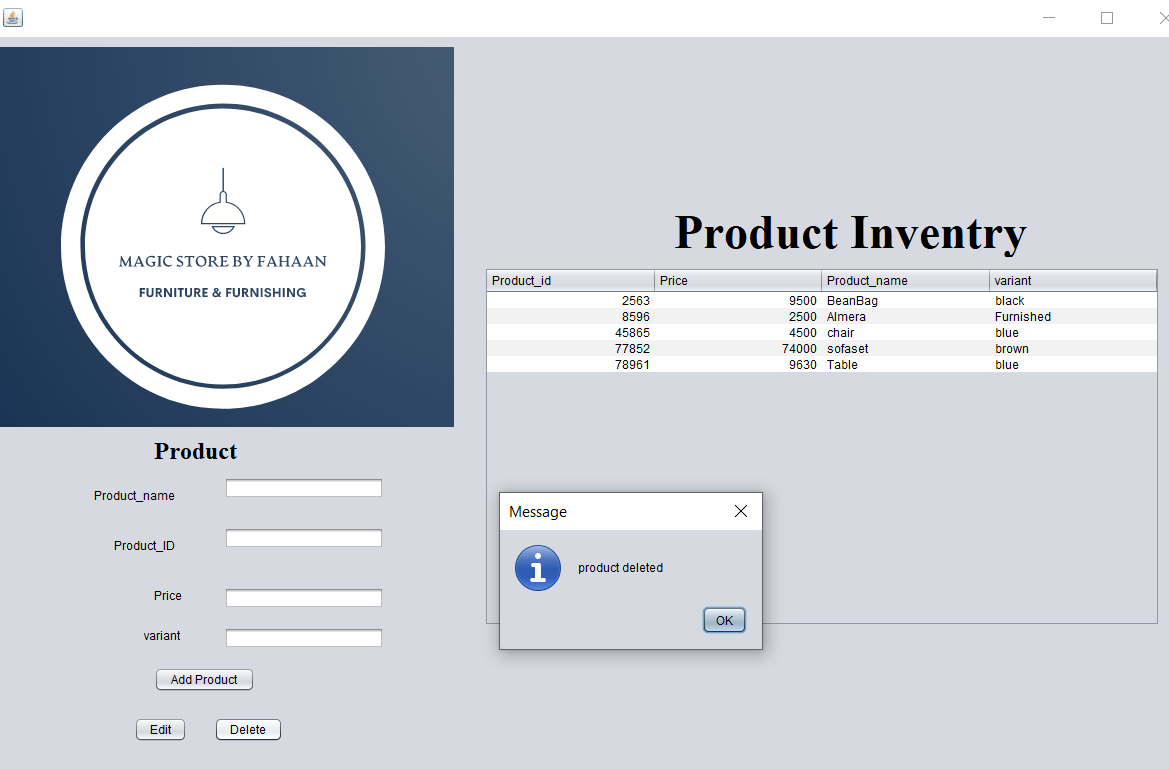 MAGIC STORE BY FAHAAN
FURNITURE & FURNISHING
Product Inventry
Product_id Price Product_name variant
2563 9500 BeanBag black
8596 2500 Almera Furnished
45865 4500 chair blue
77852 74000 sofaset brown
78961 9630 Table blue
Product
Product_name
Product_ID
Price
variant
Add Product
Edit Delete
Message
product deleted
OK